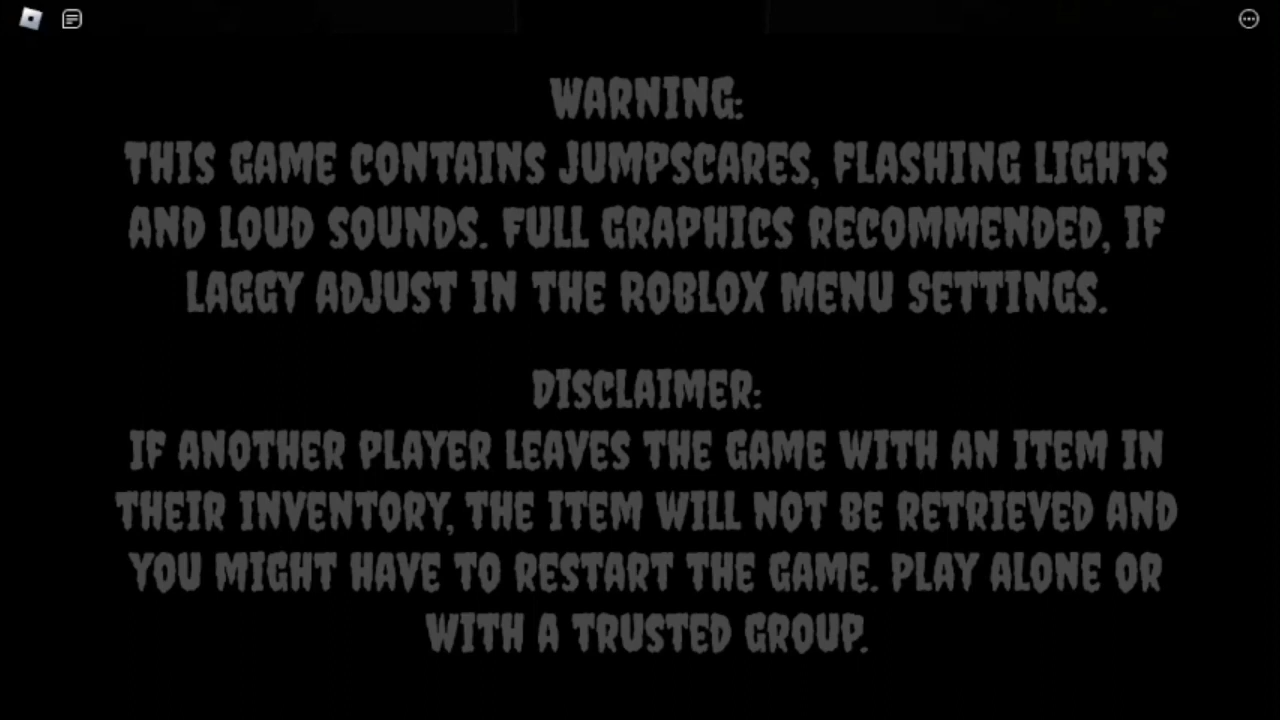 WARNING:
THIS GAME CONTAINS JUMPSCARES, FLASHING LIGHTS
AND LOUD SOUNDS. FULL GRAPHICS RECOMMENDED, IF
LAGGY ADJUST IN THE ROBLOX MENU SETTINGS.
DISCLAIMER:
IF ANOTHER PLAYER LEAVES THE GAME WITH AN ITEM IN
THEIR INVENTORY, THE ITEM WILL NOT BE RETRIEVED AND
YOU MIGHT HAVE TO RESTART THE GAME. PLAY ALONE OR
WITH A TRUSTED GROUP.